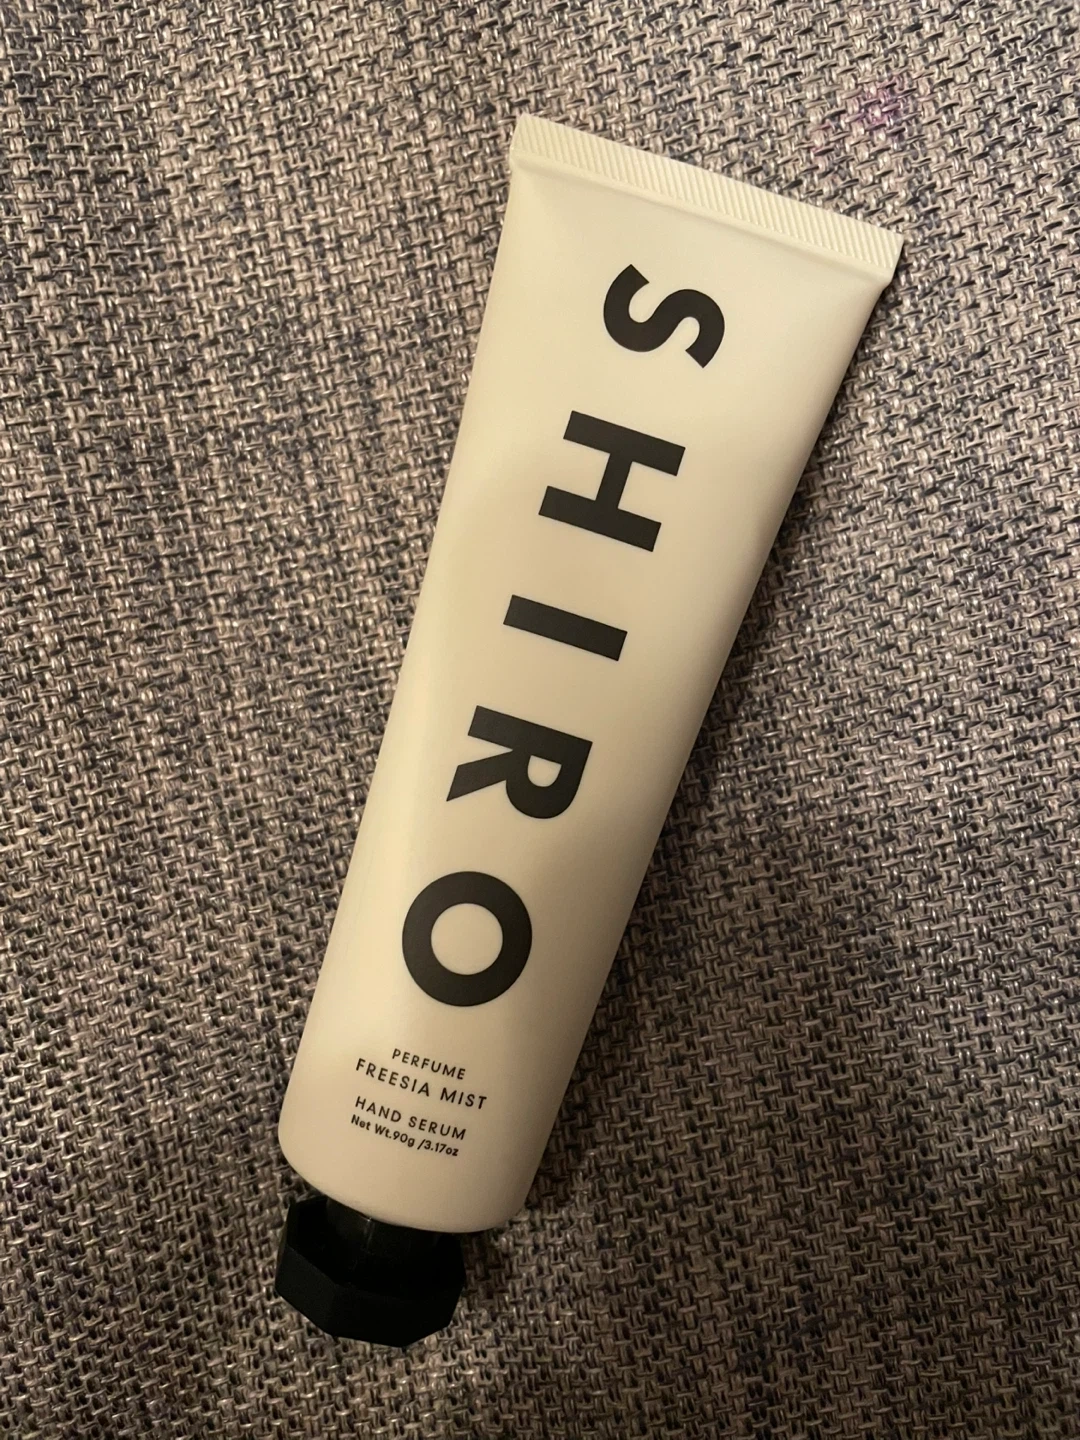 SHIRO
PERFUME
FREESIA MIST
HAND SERUM
Net Wt.90g /3.17oz